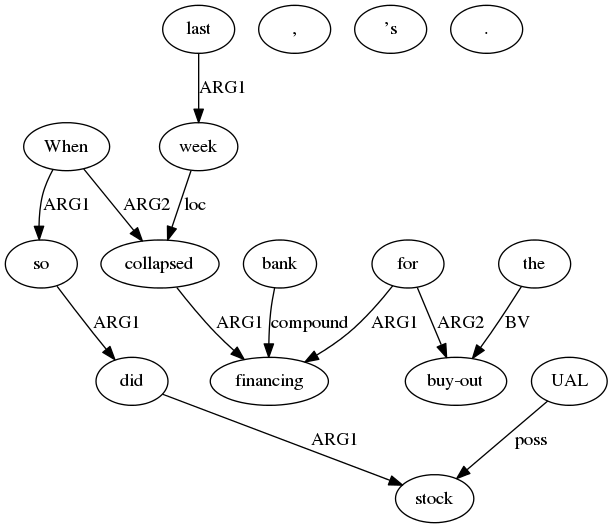 last , 's .
ARG1
When week
ARG1 ARG2 loc
so collapsed bank for the
ARG1 ARG1 compound ARG1 ARG2 BV
did financing buy-out UAL
ARG1 poss
stock